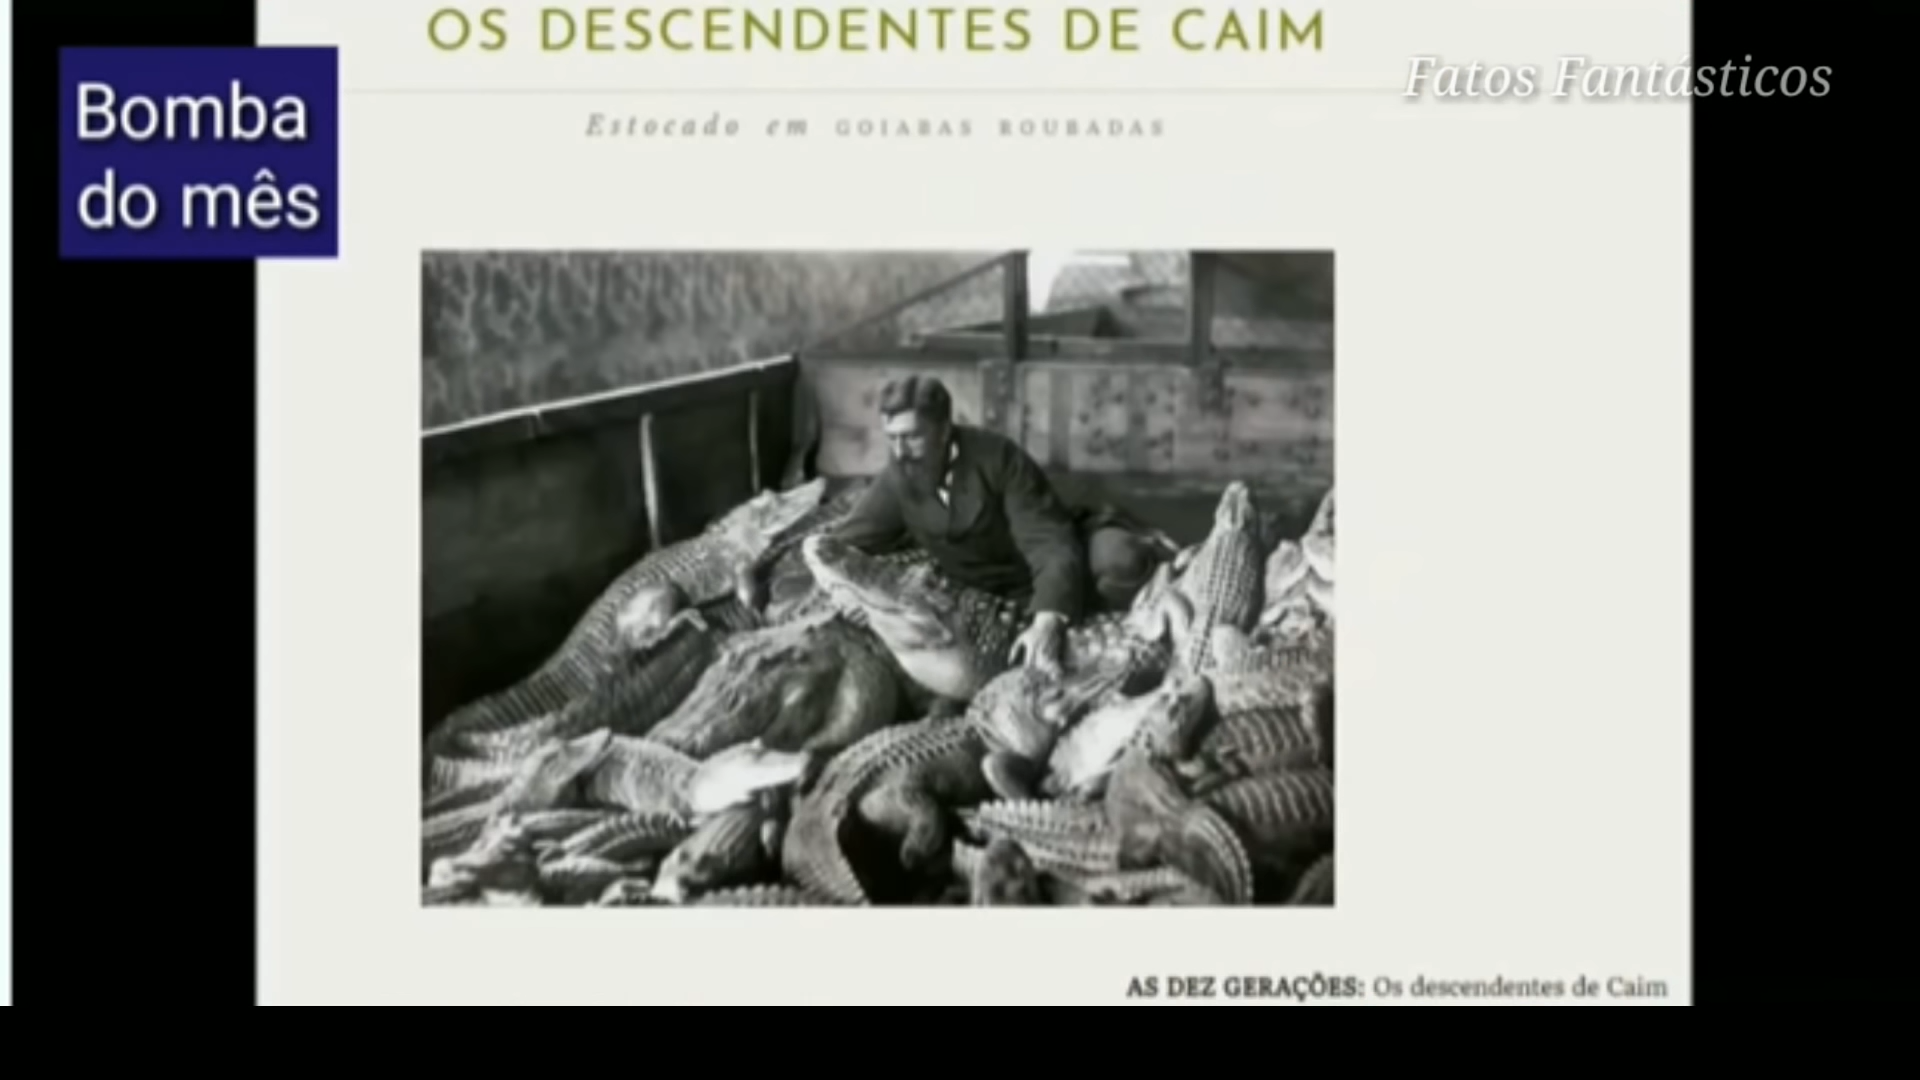 OS DESCENDENTES DE CAIM
Bomba
do mês
Fatos Fantásticos
Estocado em GOIABAS ROUBADAS
AS DEZ GERAÇÕES: Os descendentes de Caim